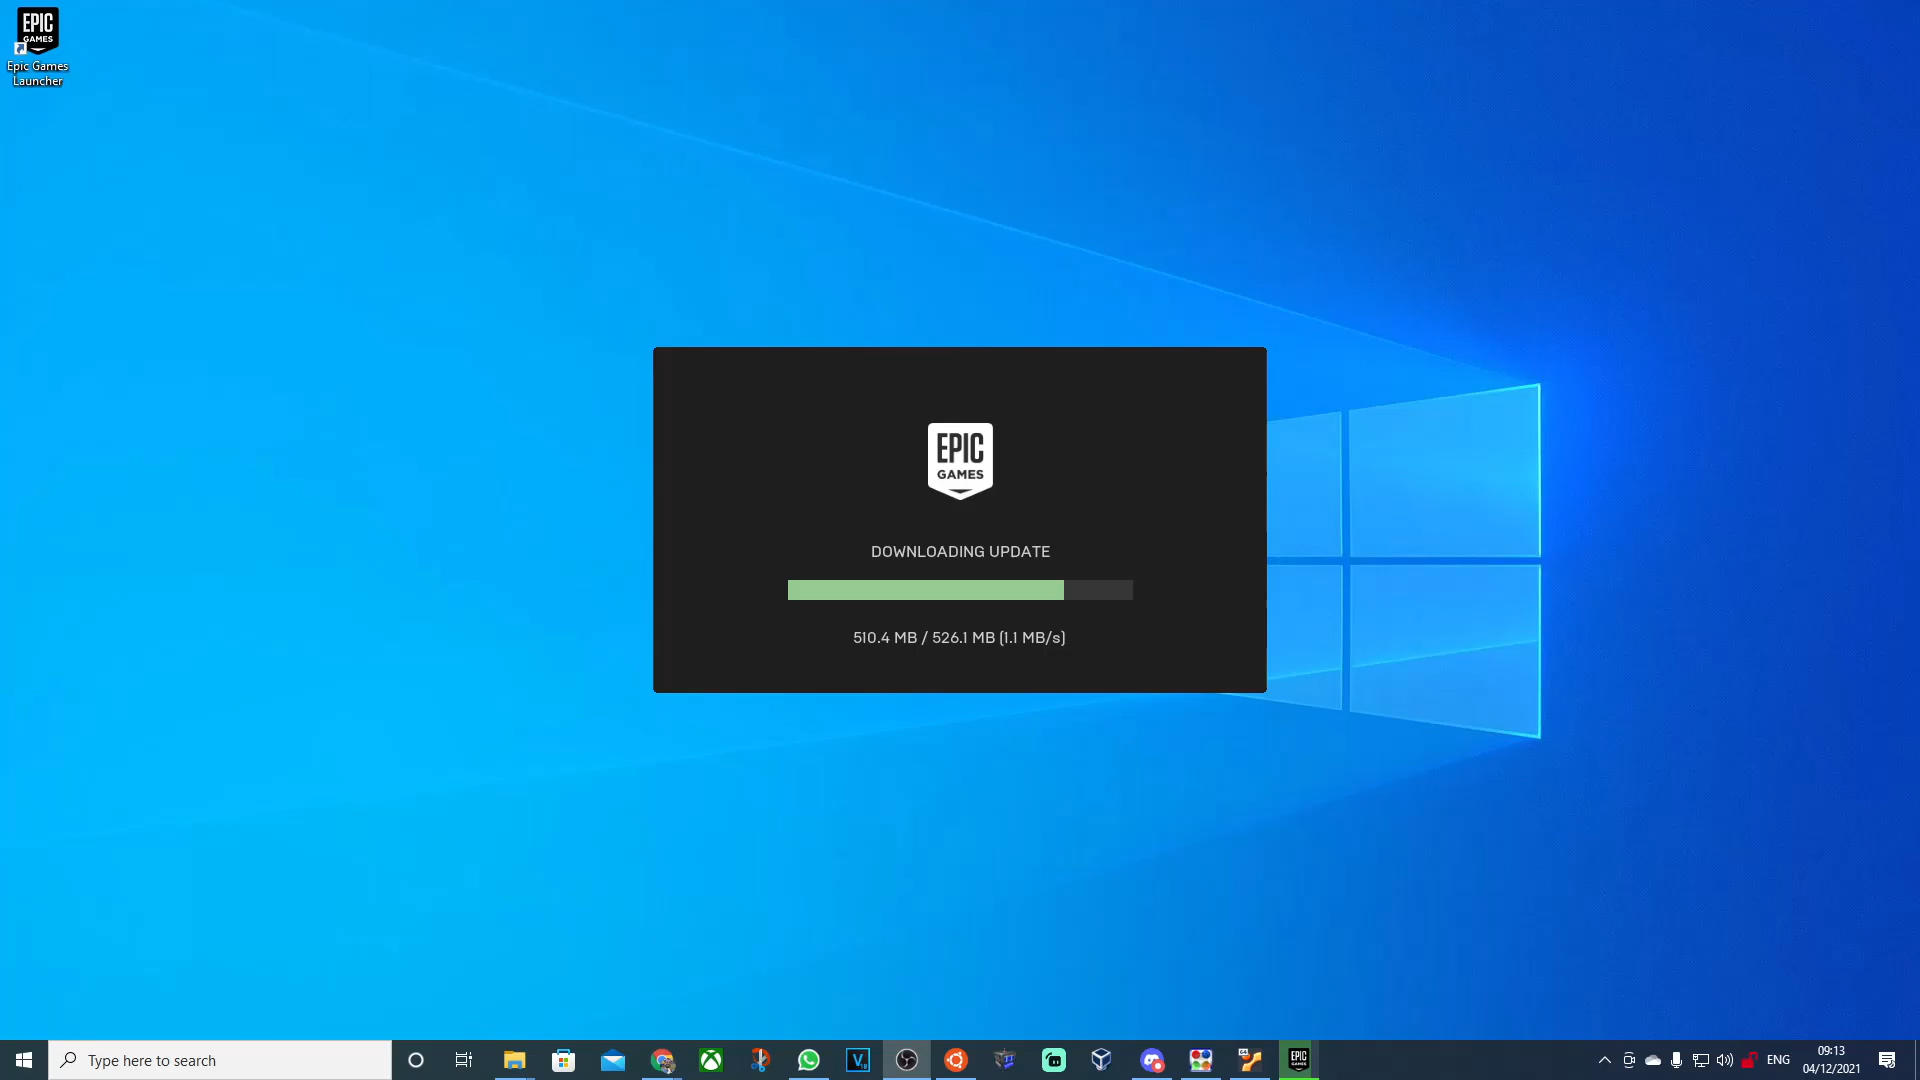 EPIC
GAMES
Epic Games
Launcher
EPIC
GAMES
DOWNLOADING UPDATE
510.4 MB / 526.1 MB (1.1 MB/s)
Type here to search
EPIC
GAMES
ENG
09:13
04/12/2021